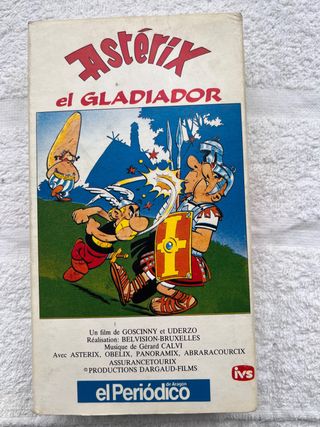 Astérix
el GLADIADOR
Un film de GOSCINNY et UDERZO
Réalisation: BELVISION-BRUXELLES
Musique de Gérard CALVI
Avec ASTERIX, OBELIX, PANORAMIX, ABRARACOURCIX
ASSURANCETOURIX
© PRODUCTIONS DARGAUD-FILMS
ivs
de Aragón
el Periódico